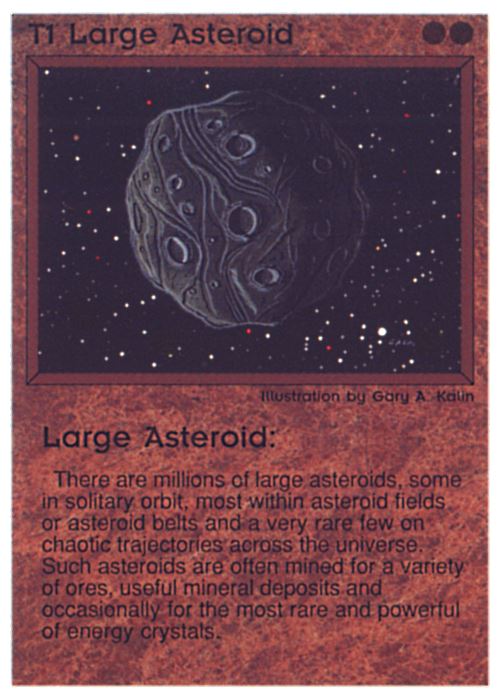 T1 Large Asteroid
Illustration by Gary A. Kalin
Large Asteroid:
There are millions of large asteroids, some
in solitary orbit, most within asteroid fields
or asteroid belts and a very rare few on
chaotic trajectories across the universe.
Such asteroids are often mined for a variety
of ores, useful mineral deposits and
occasionally for the most rare and powerful
of energy crystals.